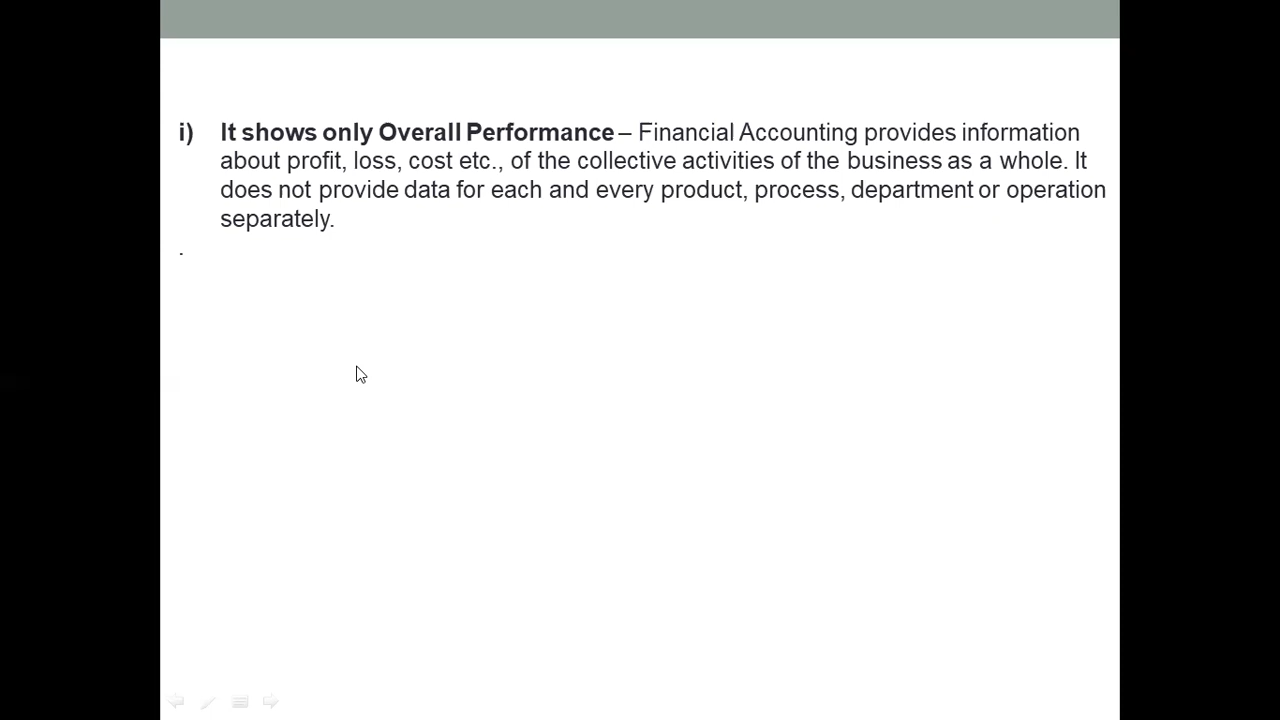 i) It shows only Overall Performance – Financial Accounting provides information
about profit, loss, cost etc., of the collective activities of the business as a whole. It
does not provide data for each and every product, process, department or operation
separately.
.